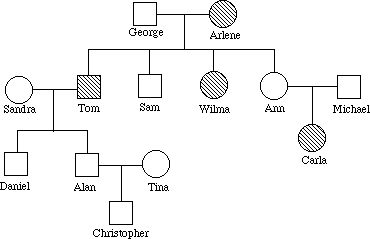 George Arlene
Sandra Tom Sam Wilma Ann Michael
Carla
Daniel Alan Tina
Christopher